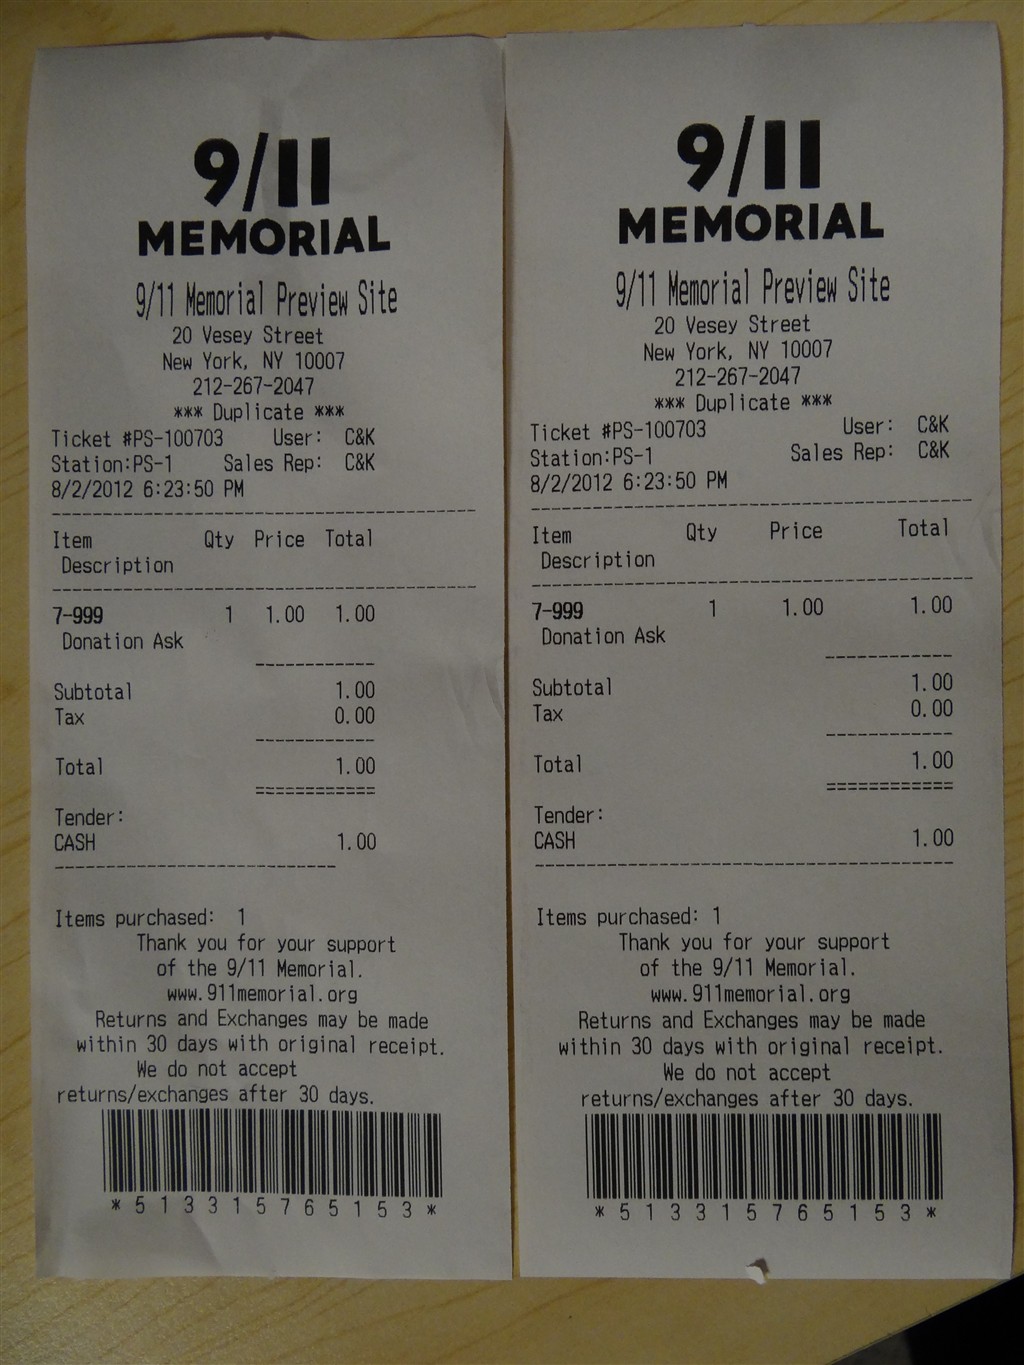 9/11
MEMORIAL
9/11 Memorial Preview Site
20 Vesey Street
New York, NY 10007
212-267-2047
*** Duplicate ***
Ticket #PS-100703 User: C&K
Station:PS-1 Sales Rep: C&K
8/2/2012 6:23:50 PM
Item Qty Price Total
Description
7-999 1 1.00 1.00
Donation Ask
Subtotal 1.00
Tax 0.00
Total 1.00
Tender:
CASH 1.00
Items purchased: 1
Thank you for your support
of the 9/11 Memorial.
www.911memorial.org
Returns and Exchanges may be made
within 30 days with original receipt.
We do not accept
returns/exchanges after 30 days.
*513315765153*
9/11
MEMORIAL
9/11 Memorial Preview Site
20 Vesey Street
New York, NY 10007
212-267-2047
*** Duplicate ***
Ticket #PS-100703 User: C&K
Station:PS-1 Sales Rep: C&K
8/2/2012 6:23:50 PM
Item Qty Price Total
Description
7-999 1 1.00 1.00
Donation Ask
Subtotal 1.00
Tax 0.00
Total 1.00
Tender:
CASH 1.00
Items purchased: 1
Thank you for your support
of the 9/11 Memorial.
www.911memorial.org
Returns and Exchanges may be made
within 30 days with original receipt.
We do not accept
returns/exchanges after 30 days.
*513315765153*